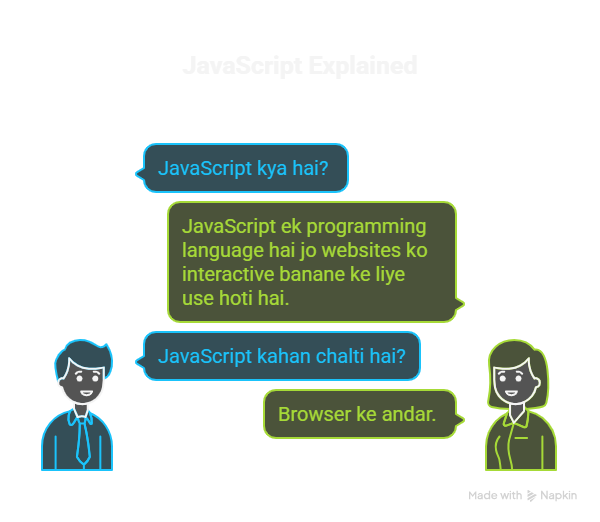 JavaScript Explained
JavaScript kya hai?
JavaScript ek programming
language hai jo websites ko
interactive banane ke liye
use hoti hai.
JavaScript kahan chalti hai?
Browser ke andar.
Made with Napkin